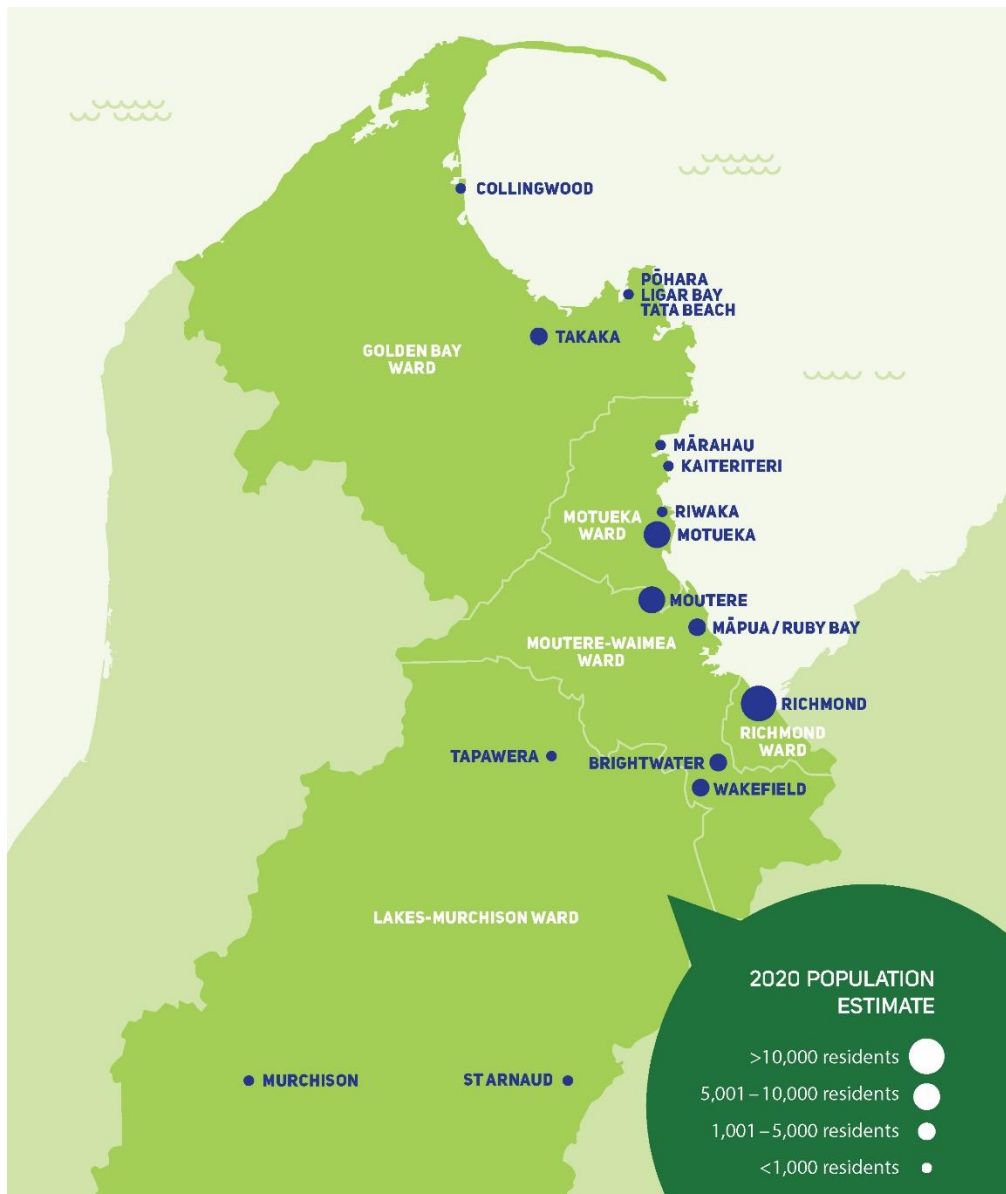 COLLINGWOOD
PŌHARA
LIGAR BAY
TATA BEACH
TAKAKA
GOLDEN BAY
WARD
MĀRAHAU
KAITERITERI
RIWAKA
MOTUEKA
WARD
MOTUEKA
MOUTERE
MĀPUA / RUBY BAY
MOUTERE-WAIMEA
WARD
RICHMOND
RICHMOND
WARD
TAPAWERA
BRIGHTWATER
WAKEFIELD
LAKES-MURCHISON WARD
MURCHISON
ST ARNAUD
2020 POPULATION
ESTIMATE
>10,000 residents
5,001–10,000 residents
1,001–5,000 residents
<1,000 residents